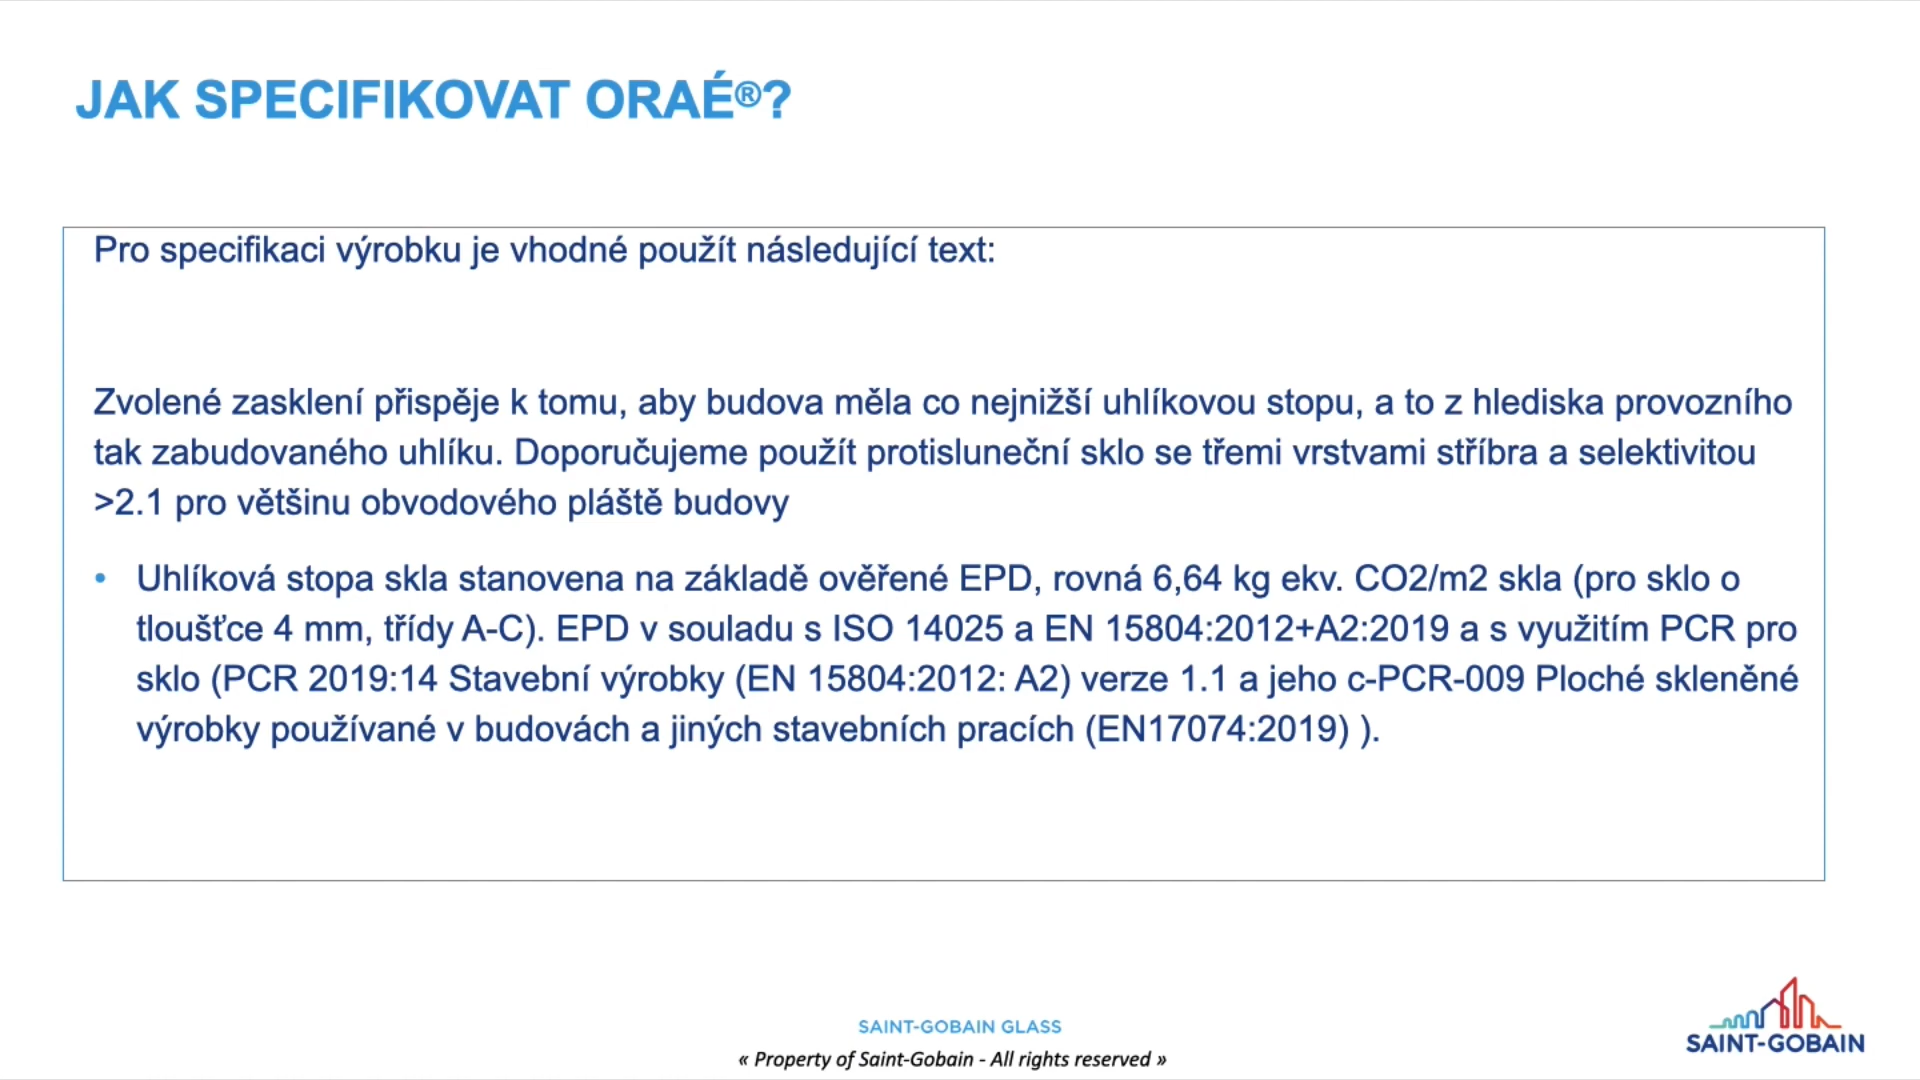 JAK SPECIFIKOVAT ORAÉ®?
Pro specifikaci výrobku je vhodné použít následující text:
Zvolené zasklení přispěje k tomu, aby budova měla co nejnižší uhlíkovou stopu, a to z hlediska provozního
tak zabudovaného uhlíku. Doporučujeme použít protisluneční sklo se třemi vrstvami stříbra a selektivitou
>2.1 pro většinu obvodového pláště budovy
• Uhlíková stopa skla stanovena na základě ověřené EPD, rovná 6,64 kg ekv. CO2/m2 skla (pro sklo o
tloušťce 4 mm, třídy A-C). EPD v souladu s ISO 14025 a EN 15804:2012+A2:2019 a s využitím PCR pro
sklo (PCR 2019:14 Stavební výrobky (EN 15804:2012: A2) verze 1.1 a jeho c-PCR-009 Ploché skleněné
výrobky používané v budovách a jiných stavebních pracích (EN17074:2019) ).
SAINT-GOBAIN GLASS
« Property of Saint-Gobain - All rights reserved »
SAINT-GOBAIN